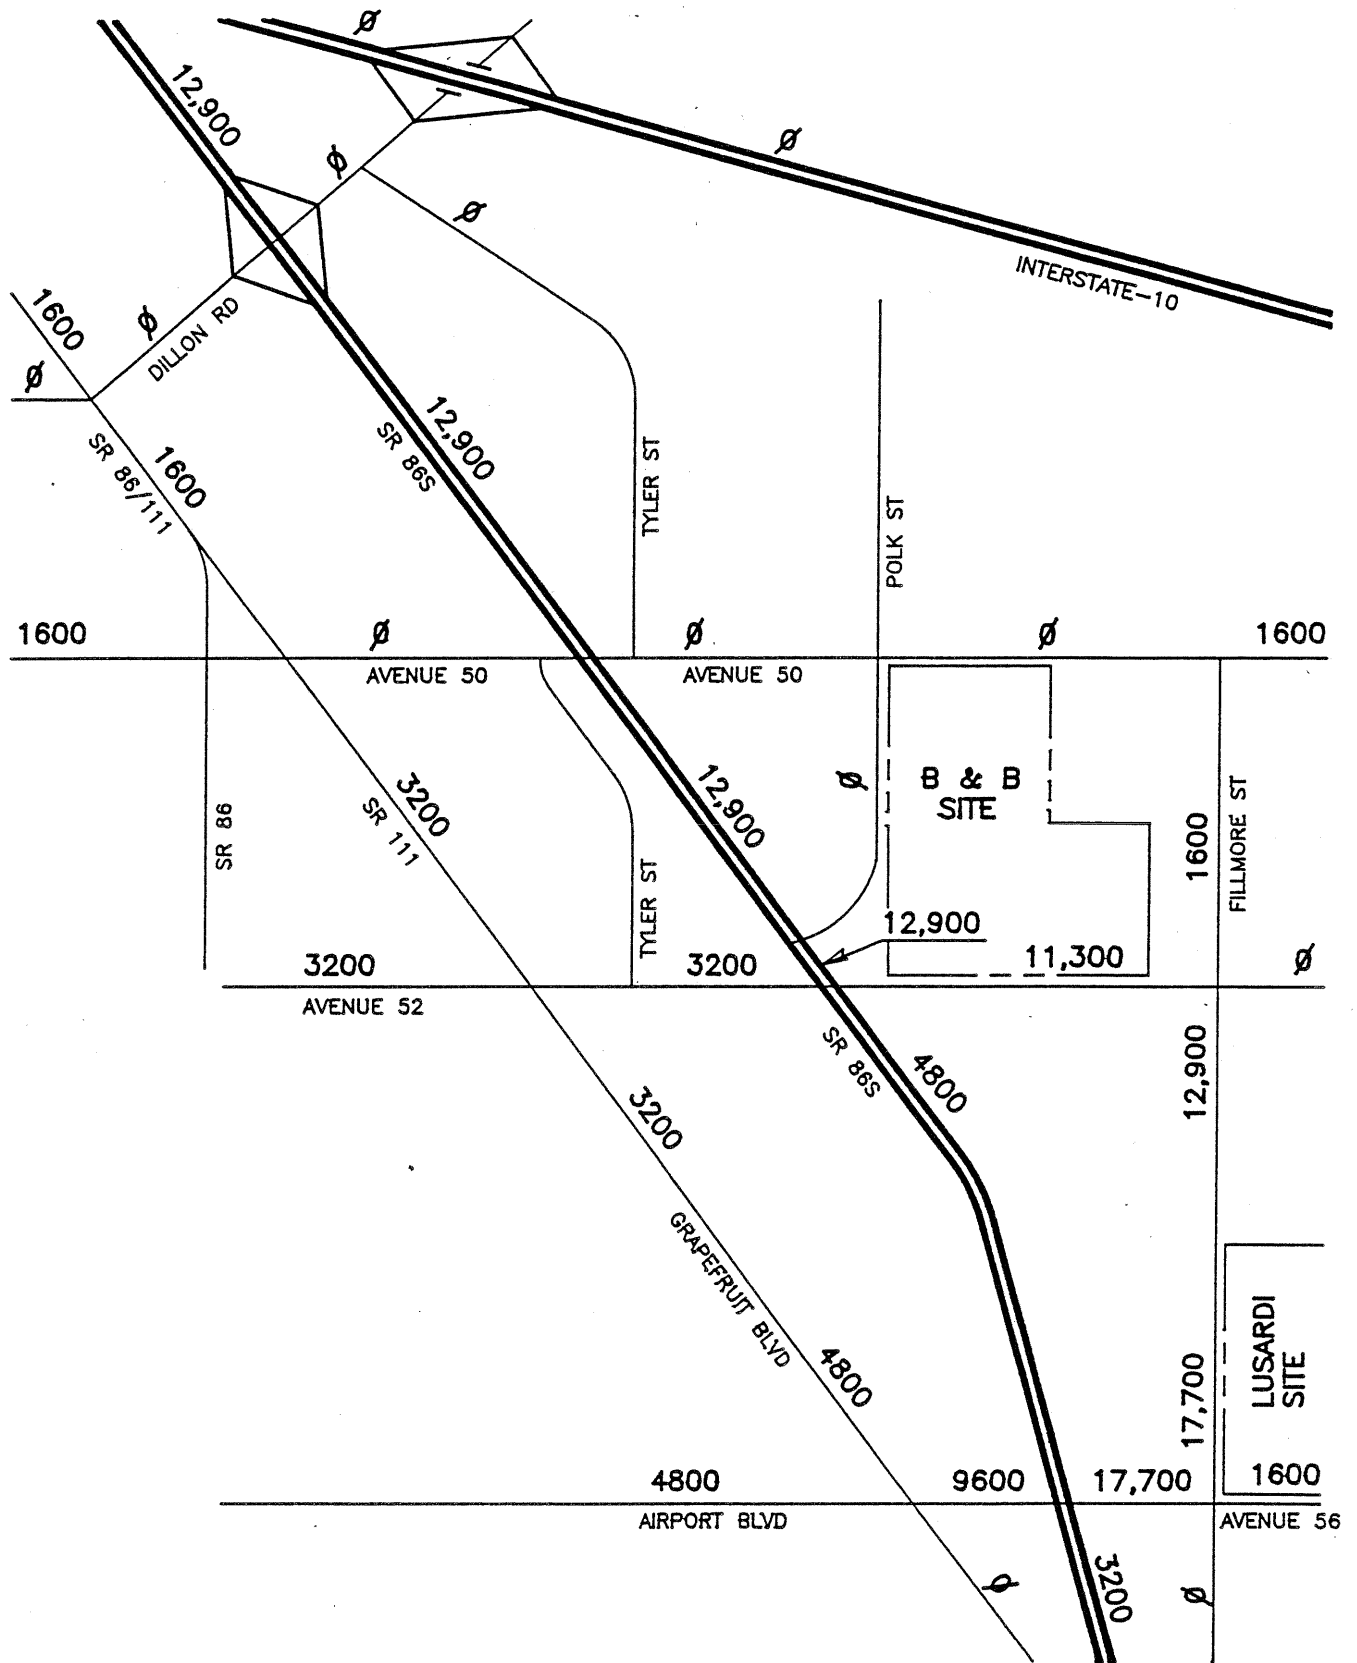 Ø
12,900
Ø
Ø
Ø
INTERSTATE-10
1600
Ø
DILLON RD
Ø
12,900
SR 86S
1600
SR 86/111
TYLER ST
POLK ST
1600
Ø
Ø
Ø
1600
AVENUE 50
AVENUE 50
12,900
Ø
B & B
SITE
3200
SR 111
SR 86
1600
FILLMORE ST
TYLER ST
12,900
3200
3200
11,300
Ø
AVENUE 52
SR 86S
4800
12,900
3200
GRAPEFRUIT BLVD
4800
17,700
LUSARDI
SITE
4800
9600
17,700
1600
AIRPORT BLVD
AVENUE 56
Ø
3200
Ø